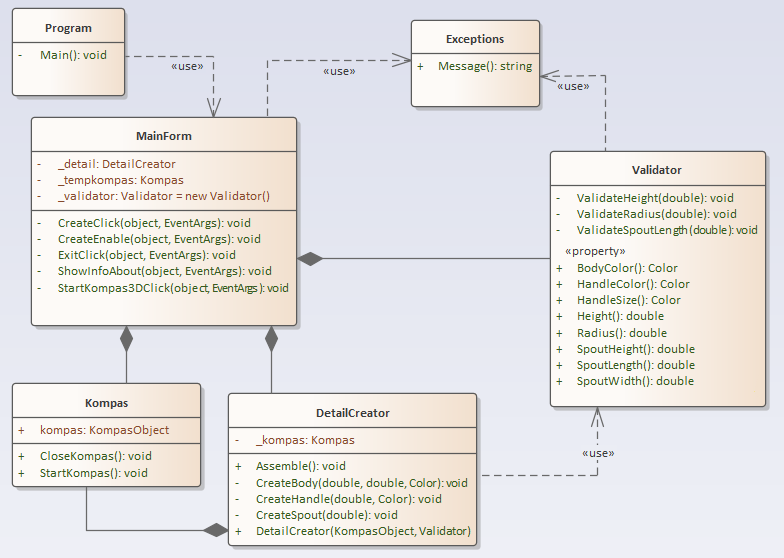 Program
- Main(): void
«use»
Exceptions
+ Message(): string
«use»
«use»
MainForm
- _detail: DetailCreator
- _tempkompas: Kompas
- _validator: Validator = new Validator()
- CreateClick(object, EventArgs): void
- CreateEnable(object, EventArgs): void
- ExitClick(object, EventArgs): void
- ShowInfoAbout(object, EventArgs): void
- StartKompas3DClick(object, EventArgs): void
Validator
- ValidateHeight(double): void
- ValidateRadius(double): void
- ValidateSpoutLength(double): void
«property»
+ BodyColor(): Color
+ HandleColor(): Color
+ HandleSize(): Color
+ Height(): double
+ Radius(): double
+ SpoutHeight(): double
+ SpoutLength(): double
+ SpoutWidth(): double
Kompas
+ kompas: KompasObject
+ CloseKompas(): void
+ StartKompas(): void
DetailCreator
- _kompas: Kompas
+ Assemble(): void
- CreateBody(double, double, Color): void
- CreateHandle(double, Color): void
- CreateSpout(double): void
+ DetailCreator(KompasObject, Validator)
«use»